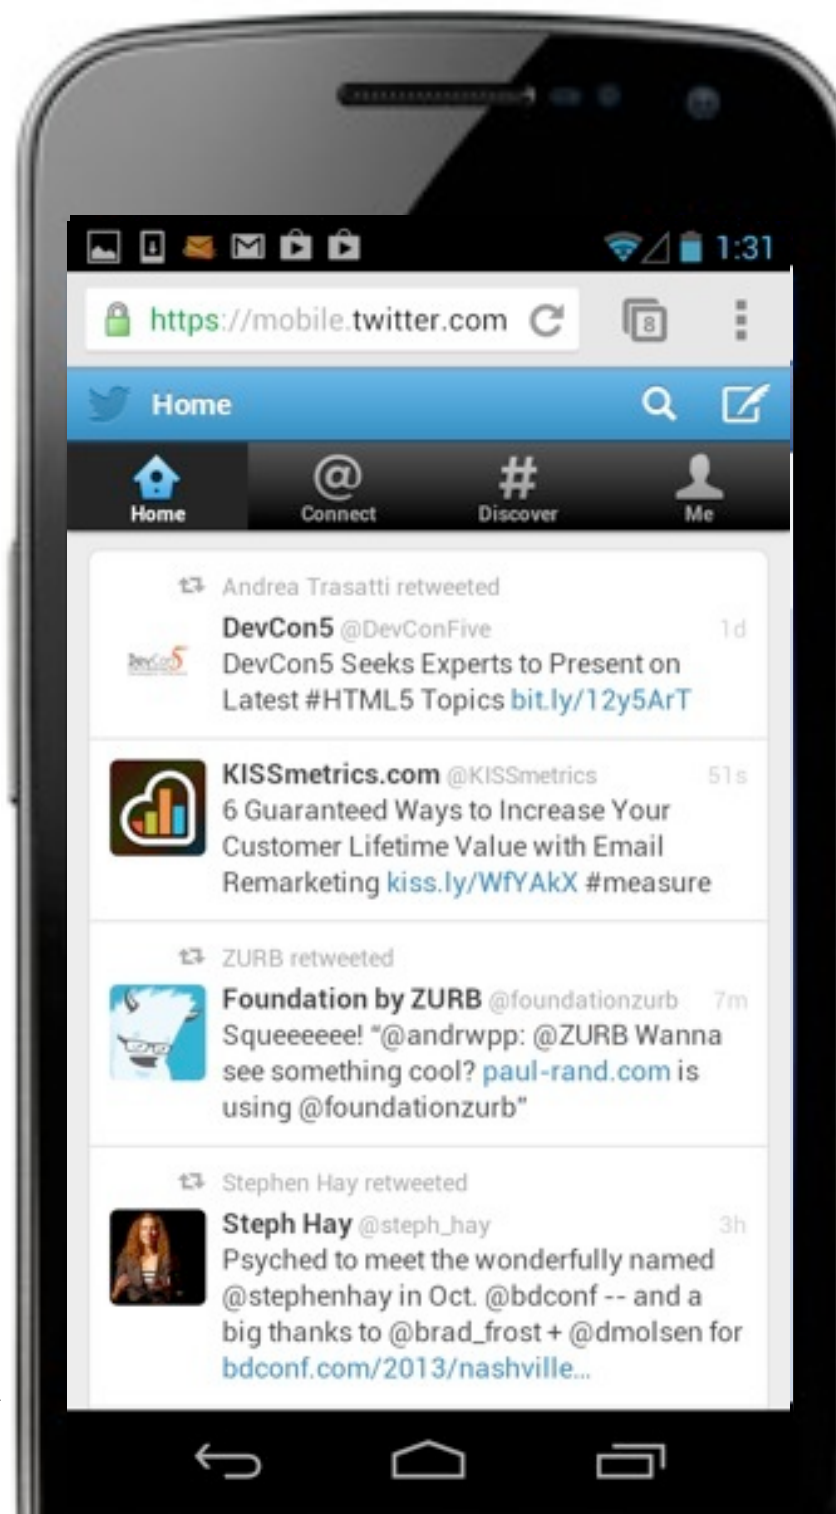 1:31
https://mobile.twitter.com
8
Home
Home
@
Connect
#
Discover
Me
Andrea Trasatti retweeted
DevCon5 @DevConFive 1d
DevCon5
DevCon5 Seeks Experts to Present on
Latest #HTML5 Topics bit.ly/12y5ArT
KISSmetrics.com @KISSmetrics 51s
6 Guaranteed Ways to Increase Your
Customer Lifetime Value with Email
Remarketing kiss.ly/WfYAkX #measure
ZURB retweeted
Foundation by ZURB @foundationzurb 7m
Squeeeeee! “@andrwpp: @ZURB Wanna
see something cool? paul-rand.com is
using @foundationzurb”
Stephen Hay retweeted
Steph Hay @steph_hay 3h
Psyched to meet the wonderfully named
@stephenhay in Oct. @bdconf -- and a
big thanks to @brad_frost + @dmolsen for
bdconf.com/2013/nashville…